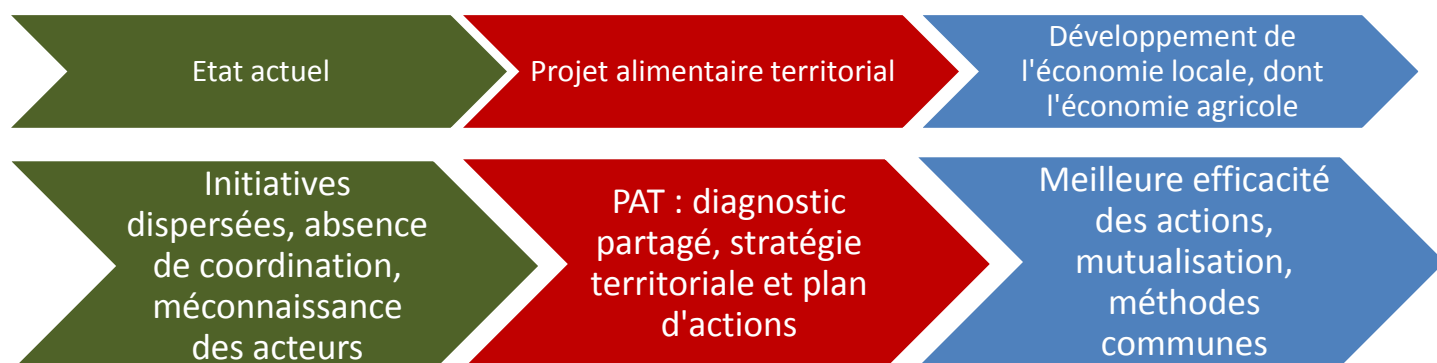 Etat actuel
Projet alimentaire territorial
Développement de
l'économie locale, dont
l'économie agricole
Initiatives
dispersées, absence
de coordination,
méconnaissance
des acteurs
PAT : diagnostic
partagé, stratégie
territoriale et plan
d'actions
Meilleure efficacité
des actions,
mutualisation,
méthodes
communes